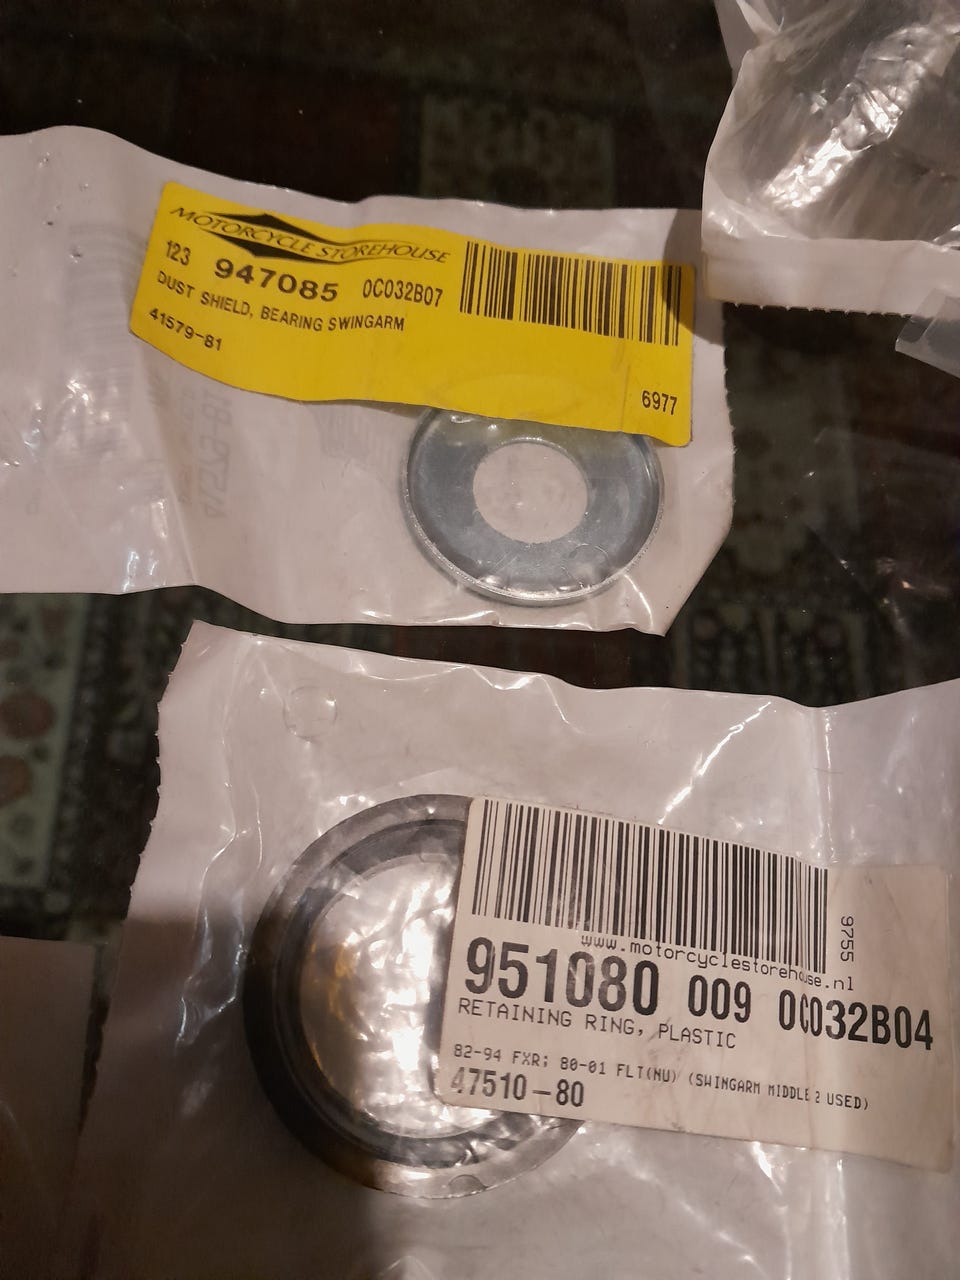 MOTORCYCLE STOREHOUSE
123 947085 0C032B07
DUST SHIELD, BEARING SWINGARM
41579-81
6977
9755
www.motorcyclestorehouse.nl
951080 009 0C032B04
RETAINING RING, PLASTIC
82-94 FXR; 80-01 FLT(NU) (SWINGARM MIDDLE 2 USED)
47510-80